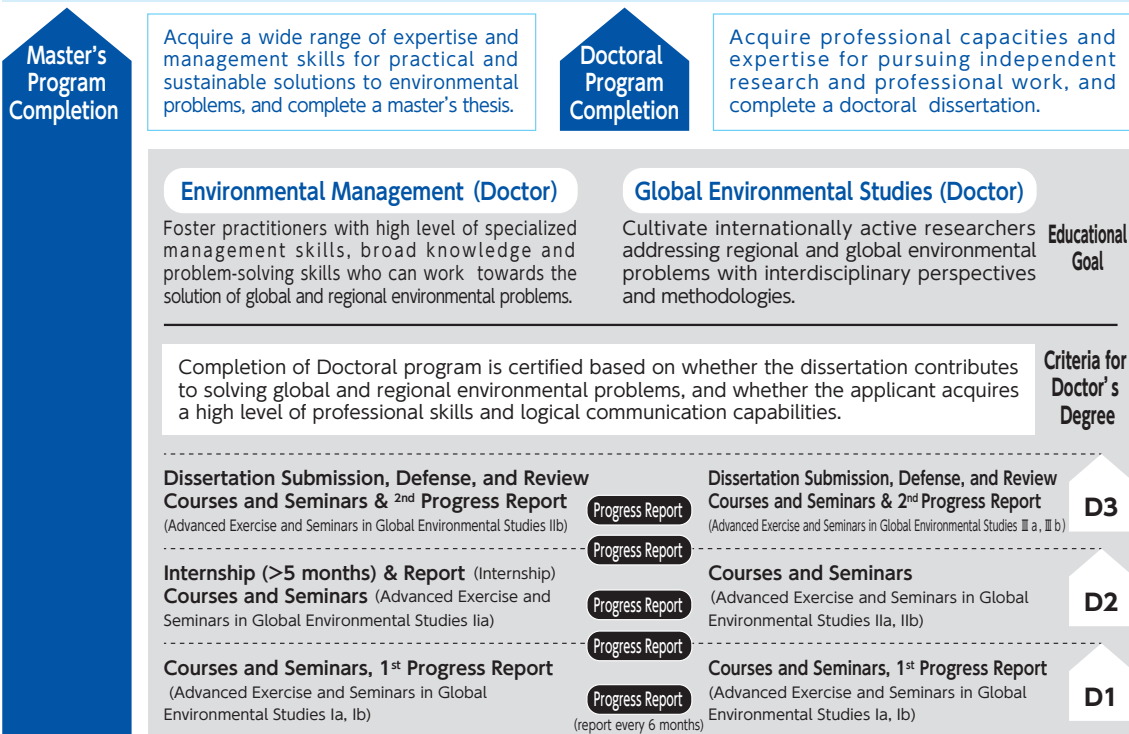 Master's
Program
Completion
Acquire a wide range of expertise and
management skills for practical and
sustainable solutions to environmental
problems, and complete a master's thesis.
Doctoral
Program
Completion
Acquire professional capacities and
expertise for pursuing independent
research and professional work, and
complete a doctoral dissertation.
Environmental Management (Doctor)
Foster practitioners with high level of specialized
management skills, broad knowledge and
problem-solving skills who can work towards the
solution of global and regional environmental problems.
Global Environmental Studies (Doctor)
Cultivate internationally active researchers
addressing regional and global environmental
problems with interdisciplinary perspectives
and methodologies.
Educational
Goal
Completion of Doctoral program is certified based on whether the dissertation contributes
to solving global and regional environmental problems, and whether the applicant acquires
a high level of professional skills and logical communication capabilities.
Criteria for
Doctor's
Degree
Dissertation Submission, Defense, and Review
Courses and Seminars & 2nd Progress Report
(Advanced Exercise and Seminars in Global Environmental Studies IIb)
Progress Report
Dissertation Submission, Defense, and Review
Courses and Seminars & 2nd Progress Report
(Advanced Exercise and Seminars in Global Environmental Studies Ⅲ a, Ⅲ b)
D3
Progress Report
Internship (>5 months) & Report (Internship)
Courses and Seminars (Advanced Exercise and
Seminars in Global Environmental Studies Iia)
Progress Report
Courses and Seminars
(Advanced Exercise and Seminars in Global
Environmental Studies IIa, IIb)
D2
Progress Report
Courses and Seminars, 1st Progress Report
(Advanced Exercise and Seminars in Global
Environmental Studies Ia, Ib)
Progress Report
(report every 6 months)
Courses and Seminars, 1st Progress Report
(Advanced Exercise and Seminars in Global
Environmental Studies Ia, Ib)
D1